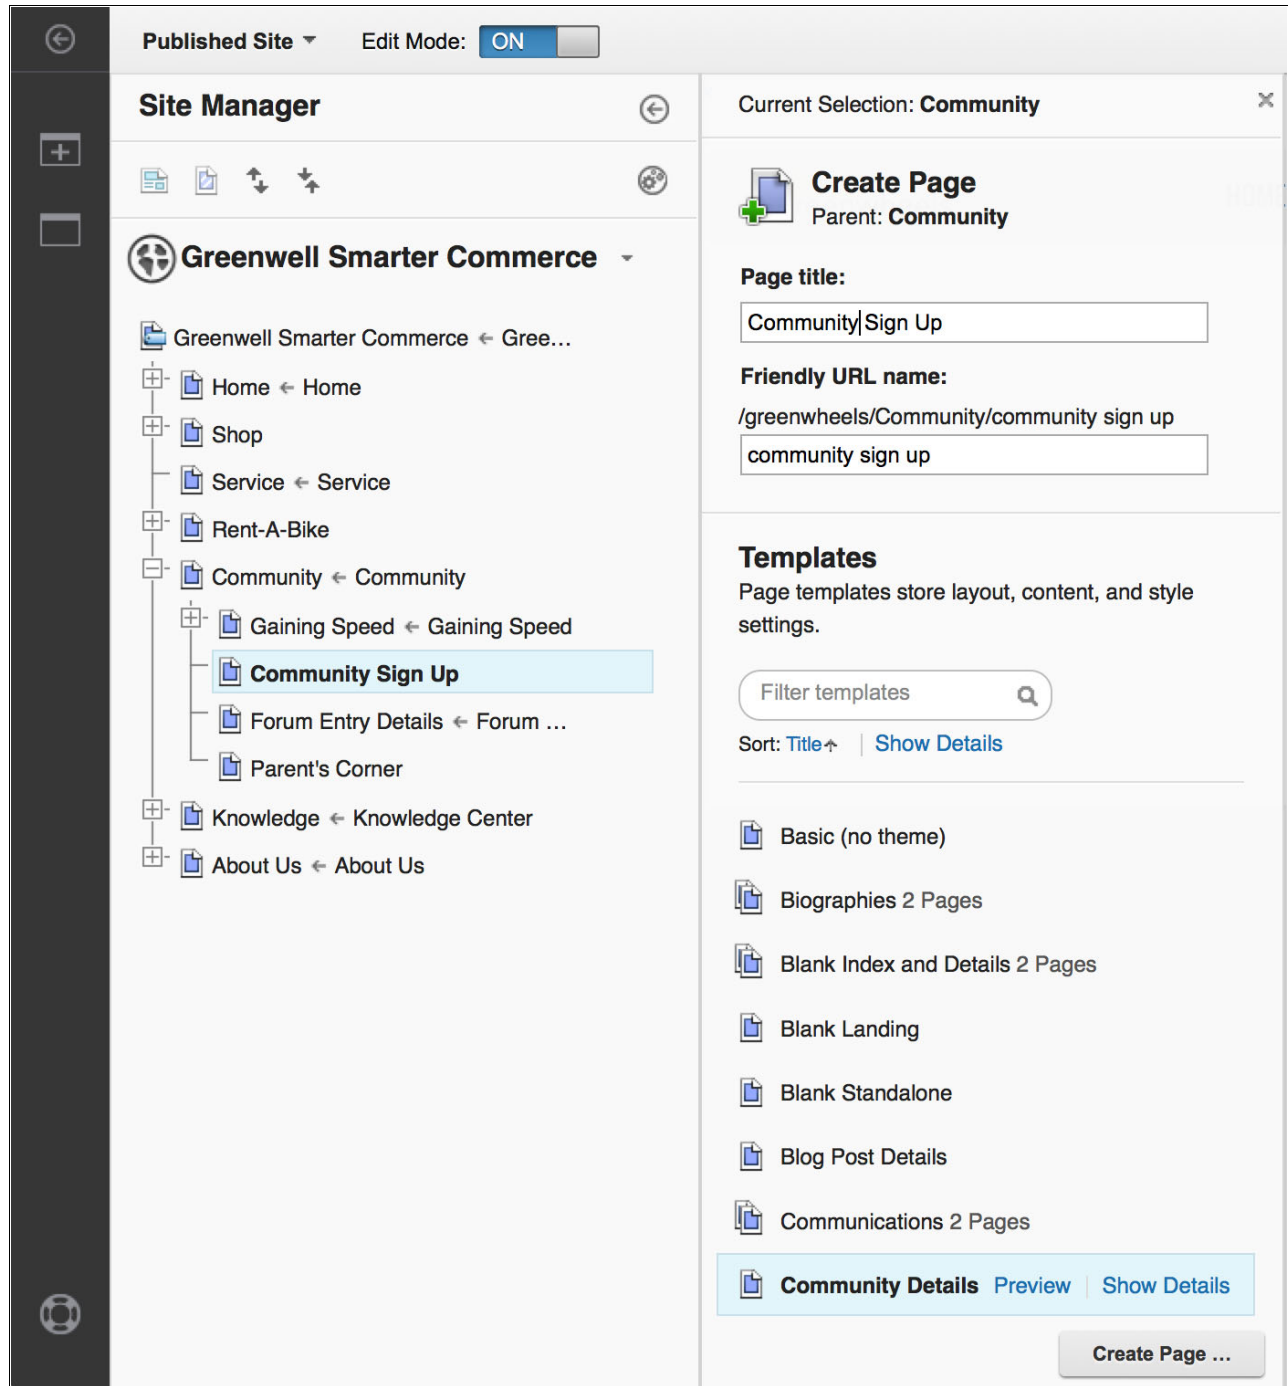 Published Site
Edit Mode: ON
Site Manager
Greenwell Smarter Commerce
Greenwell Smarter Commerce ← Gree...
Home ← Home
Shop
Service ← Service
Rent-A-Bike
Community ← Community
Gaining Speed ← Gaining Speed
Community Sign Up
Forum Entry Details ← Forum ...
Parent's Corner
Knowledge ← Knowledge Center
About Us ← About Us
Current Selection: Community
Create Page
Parent: Community
Page title:
Community Sign Up
Friendly URL name:
/greenwheels/Community/community sign up
community sign up
Templates
Page templates store layout, content, and style
settings.
Filter templates
Sort: Title | Show Details
Basic (no theme)
Biographies 2 Pages
Blank Index and Details 2 Pages
Blank Landing
Blank Standalone
Blog Post Details
Communications 2 Pages
Community Details Preview | Show Details
Create Page ...